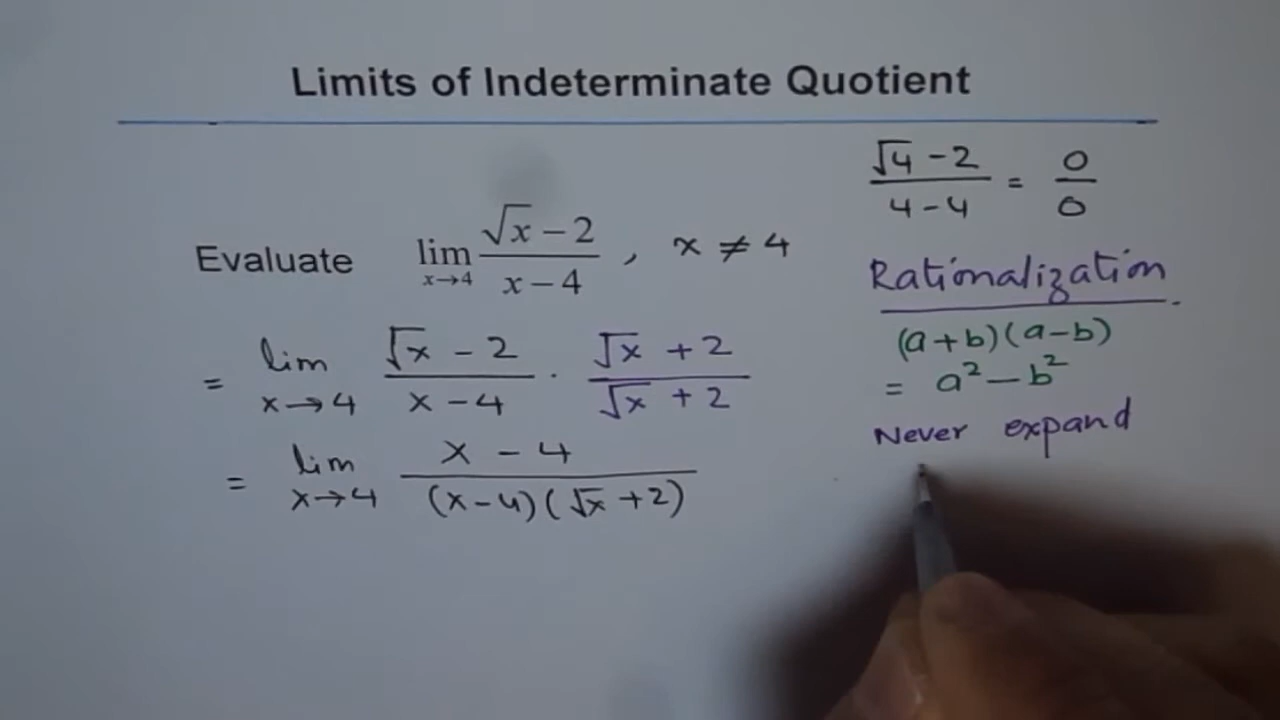 Limits of Indeterminate Quotient
Evaluate lim x→4 (√x − 2)/(x − 4) , x ≠ 4
= lim x→4 (√x − 2)/(x − 4) · (√x + 2)/(√x + 2)
= lim x→4 (x − 4)/((x − 4)(√x + 2))
(√4 − 2)/(4 − 4) = 0/0
Rationalization
(a+b)(a−b)
= a² − b²
Never expand